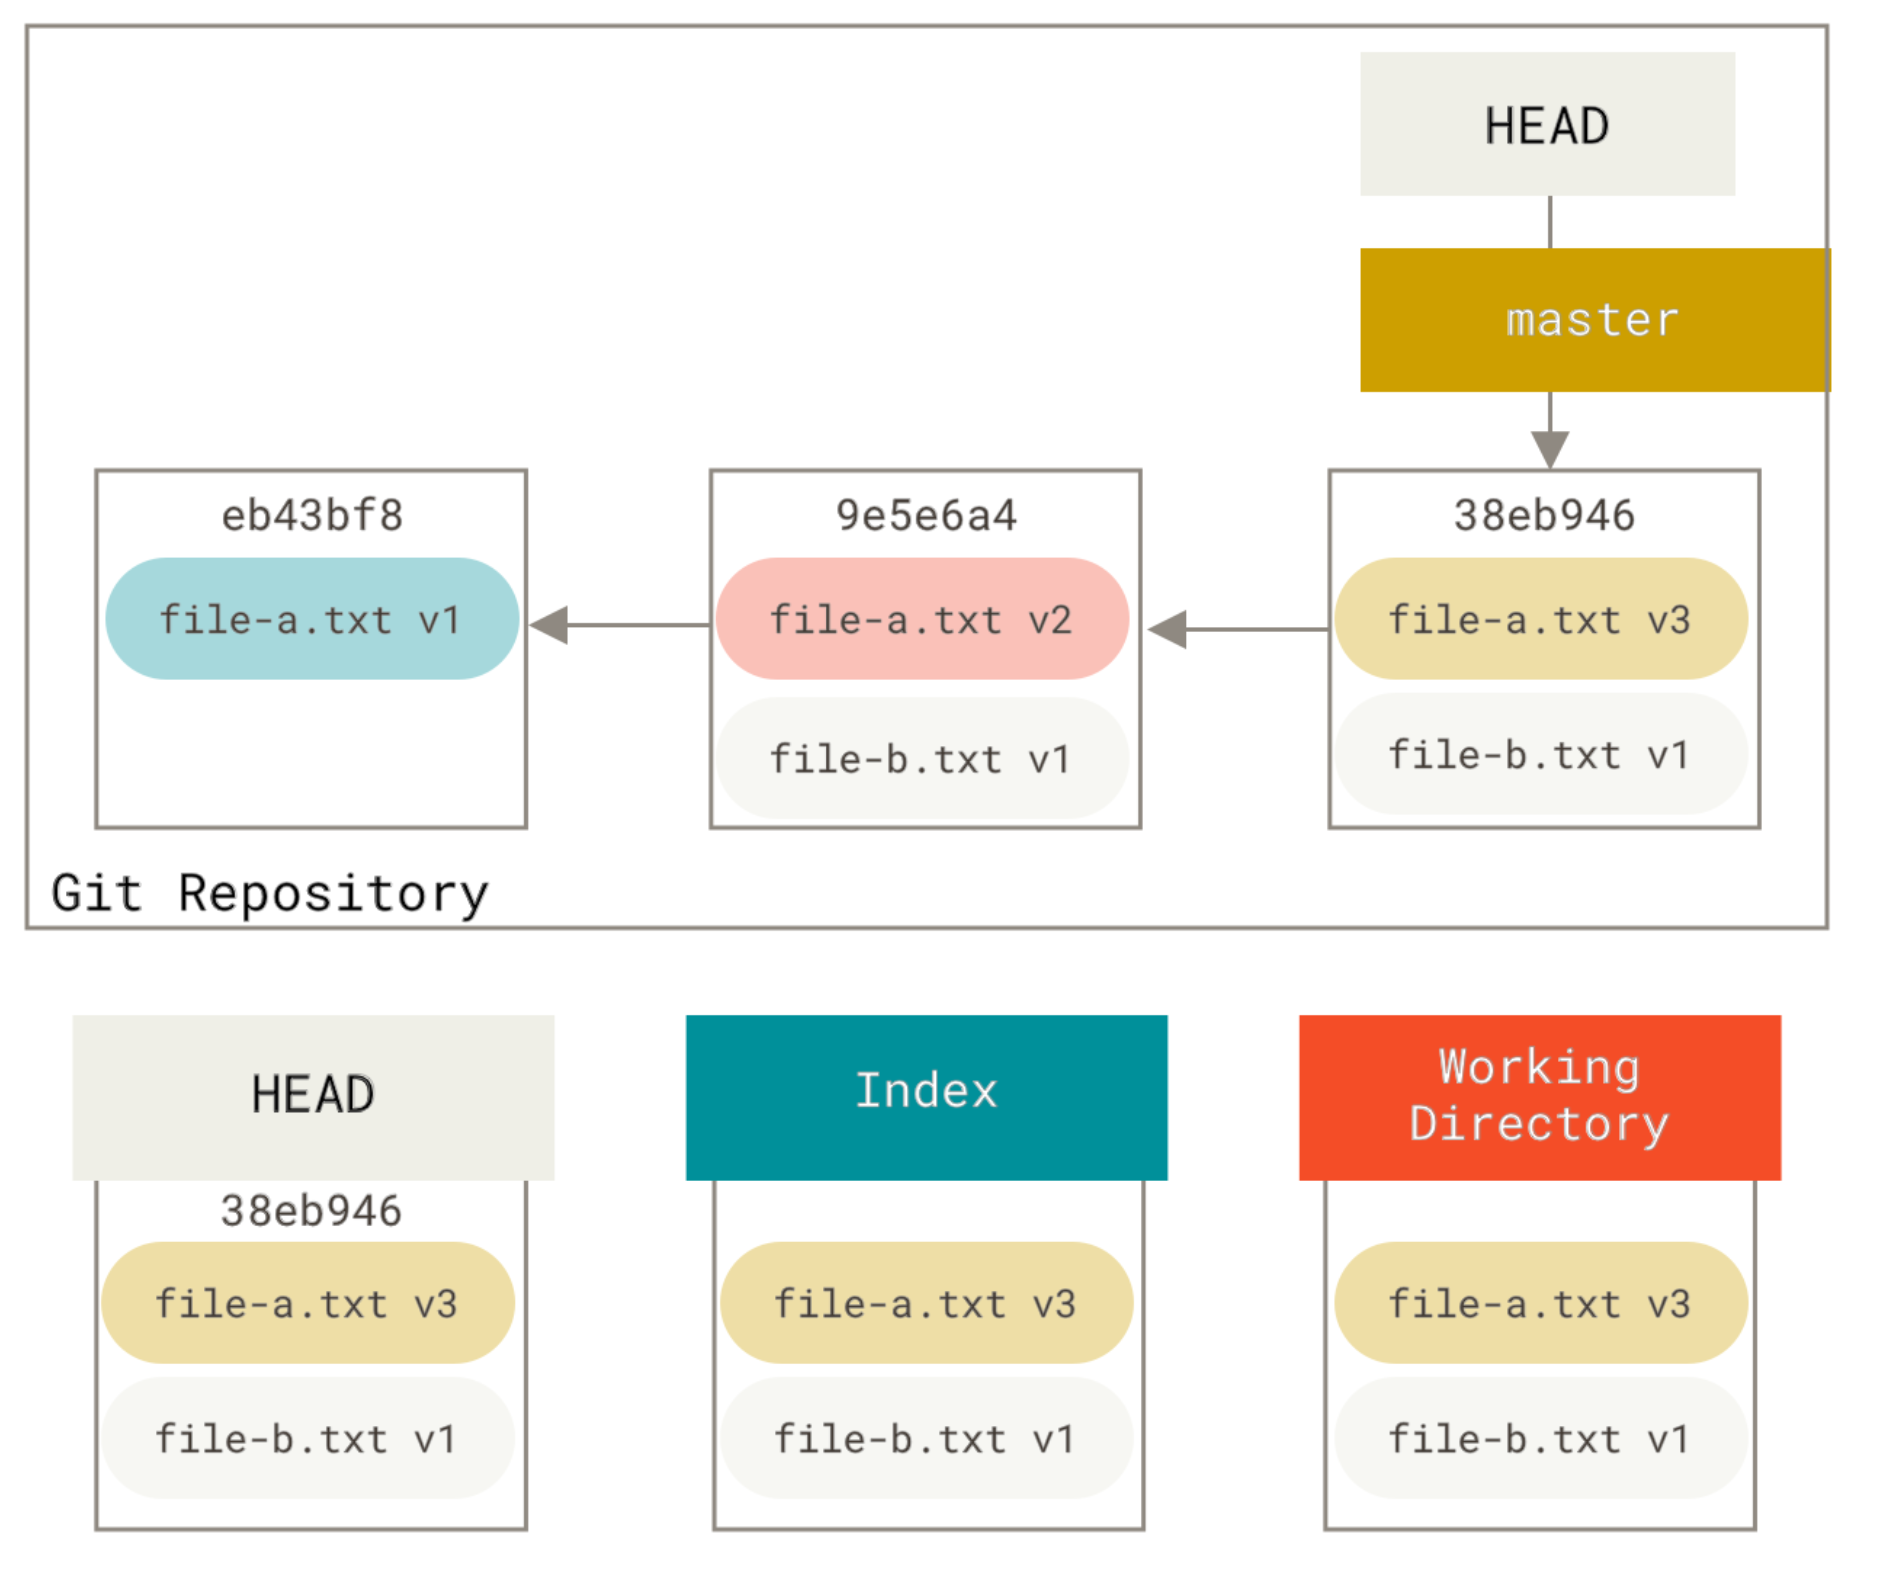 HEAD
master
eb43bf8
9e5e6a4
38eb946
file-a.txt v1
file-a.txt v2
file-a.txt v3
file-b.txt v1
file-b.txt v1
Git Repository
HEAD
Index
Working
Directory
38eb946
file-a.txt v3
file-a.txt v3
file-a.txt v3
file-b.txt v1
file-b.txt v1
file-b.txt v1